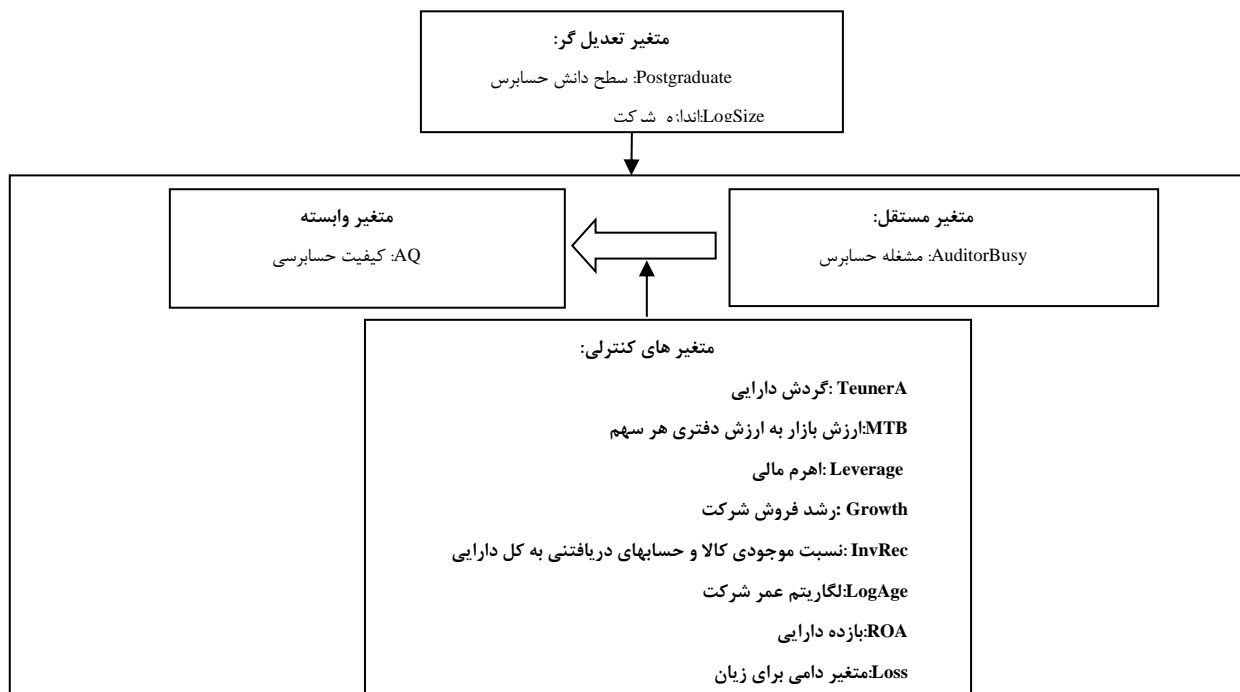 متغیر تعدیل گر:
Postgraduate: سطح دانش حسابرس
LogSize:اندازه شرکت
متغیر مستقل:
AuditorBusy: مشغله حسابرس
متغیر وابسته
AQ: کیفیت حسابرسی
متغیر های کنترلی:
TeunerA :گردش دارایی
MTB:ارزش بازار به ارزش دفتری هر سهم
Leverage :اهرم مالی
Growth :رشد فروش شرکت
InvRec :نسبت موجودی کالا و حسابهای دریافتنی به کل دارایی
LogAge:لگاریتم عمر شرکت
ROA:بازده دارایی
Loss:متغیر دامی برای زیان